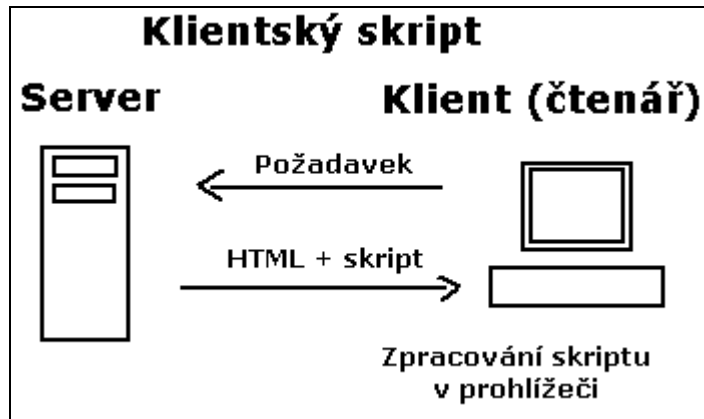 Klientský skript
Server
Klient (čtenář)
Požadavek
HTML + skript
Zpracování skriptu
v prohlížeči